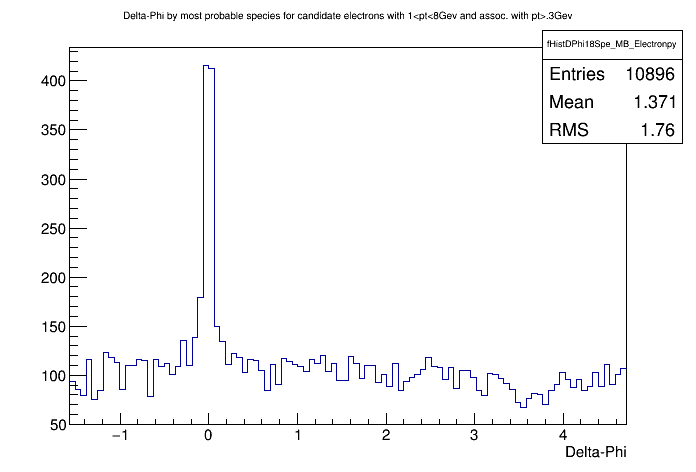 Delta-Phi by most probable species for candidate electrons with 1<pt<8Gev and assoc. with pt>.3Gev
fHistDPhi18Spe_MB_Electronpy
Entries 10896
Mean 1.371
RMS 1.76
400
350
300
250
200
150
100
50
−1 0 1 2 3 4
Delta-Phi